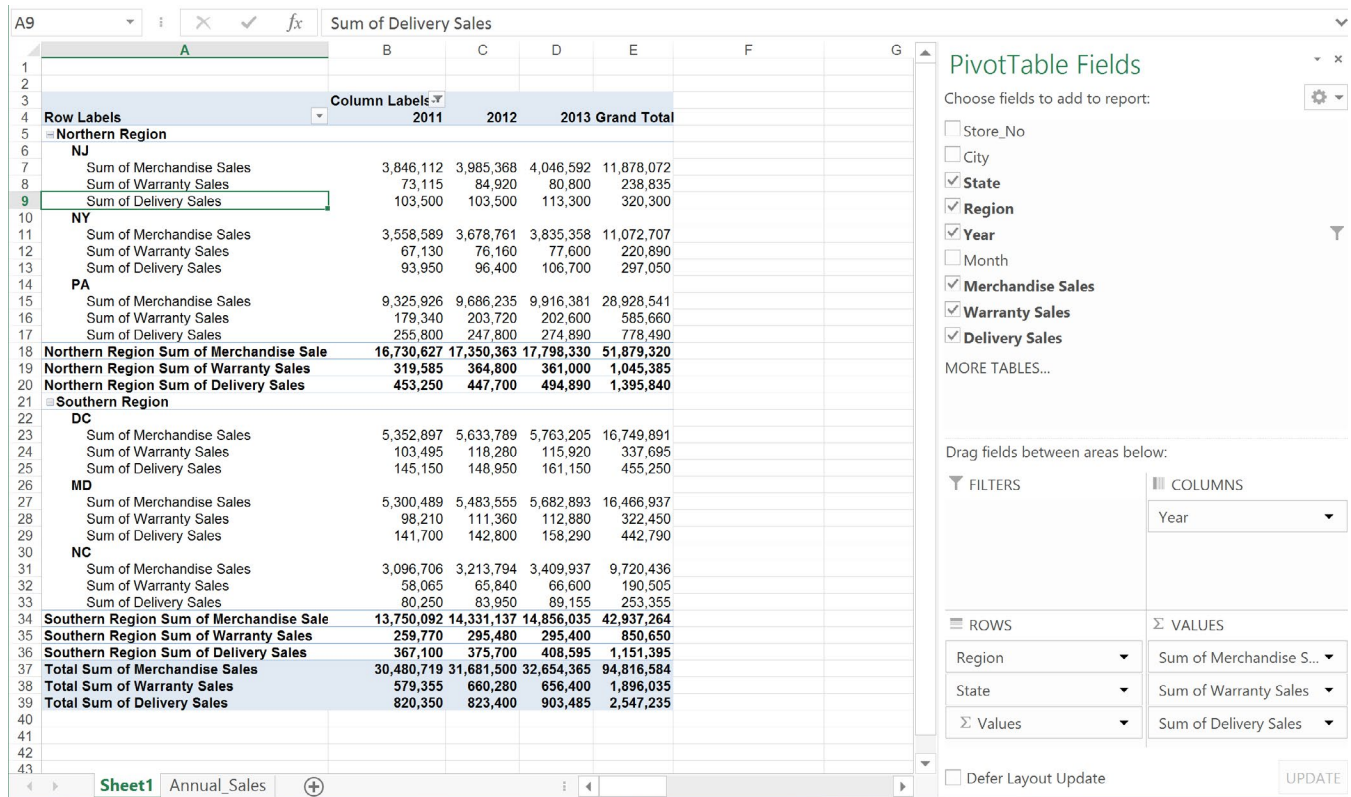 A9 fx Sum of Delivery Sales
A B C D E F G
1
2
3 Column Labels
4 Row Labels 2011 2012 2013 Grand Total
5 Northern Region
6 NJ
7 Sum of Merchandise Sales 3,846,112 3,985,368 4,046,592 11,878,072
8 Sum of Warranty Sales 73,115 84,920 80,800 238,835
9 Sum of Delivery Sales 103,500 103,500 113,300 320,300
10 NY
11 Sum of Merchandise Sales 3,558,589 3,678,761 3,835,358 11,072,707
12 Sum of Warranty Sales 67,130 76,160 77,600 220,890
13 Sum of Delivery Sales 93,950 96,400 106,700 297,050
14 PA
15 Sum of Merchandise Sales 9,325,926 9,686,235 9,916,381 28,928,541
16 Sum of Warranty Sales 179,340 203,720 202,600 585,660
17 Sum of Delivery Sales 255,800 247,800 274,890 778,490
18 Northern Region Sum of Merchandise Sale 16,730,627 17,350,363 17,798,330 51,879,320
19 Northern Region Sum of Warranty Sales 319,585 364,800 361,000 1,045,385
20 Northern Region Sum of Delivery Sales 453,250 447,700 494,890 1,395,840
21 Southern Region
22 DC
23 Sum of Merchandise Sales 5,352,897 5,633,789 5,763,205 16,749,891
24 Sum of Warranty Sales 103,495 118,280 115,920 337,695
25 Sum of Delivery Sales 145,150 148,950 161,150 455,250
26 MD
27 Sum of Merchandise Sales 5,300,489 5,483,555 5,682,893 16,466,937
28 Sum of Warranty Sales 98,210 111,360 112,880 322,450
29 Sum of Delivery Sales 141,700 142,800 158,290 442,790
30 NC
31 Sum of Merchandise Sales 3,096,706 3,213,794 3,409,937 9,720,436
32 Sum of Warranty Sales 58,065 65,840 66,600 190,505
33 Sum of Delivery Sales 80,250 83,950 89,155 253,355
34 Southern Region Sum of Merchandise Sale 13,750,092 14,331,137 14,856,035 42,937,264
35 Southern Region Sum of Warranty Sales 259,770 295,480 295,400 850,650
36 Southern Region Sum of Delivery Sales 367,100 375,700 408,595 1,151,395
37 Total Sum of Merchandise Sales 30,480,719 31,681,500 32,654,365 94,816,584
38 Total Sum of Warranty Sales 579,355 660,280 656,400 1,896,035
39 Total Sum of Delivery Sales 820,350 823,400 903,485 2,547,235
40
41
42
43
Sheet1 Annual_Sales
PivotTable Fields
Choose fields to add to report:
Store_No
City
State
Region
Year
Month
Merchandise Sales
Warranty Sales
Delivery Sales
MORE TABLES...
Drag fields between areas below:
FILTERS
COLUMNS
Year
ROWS
Region
State
Σ Values
Σ VALUES
Sum of Merchandise S...
Sum of Warranty Sales
Sum of Delivery Sales
Defer Layout Update
UPDATE